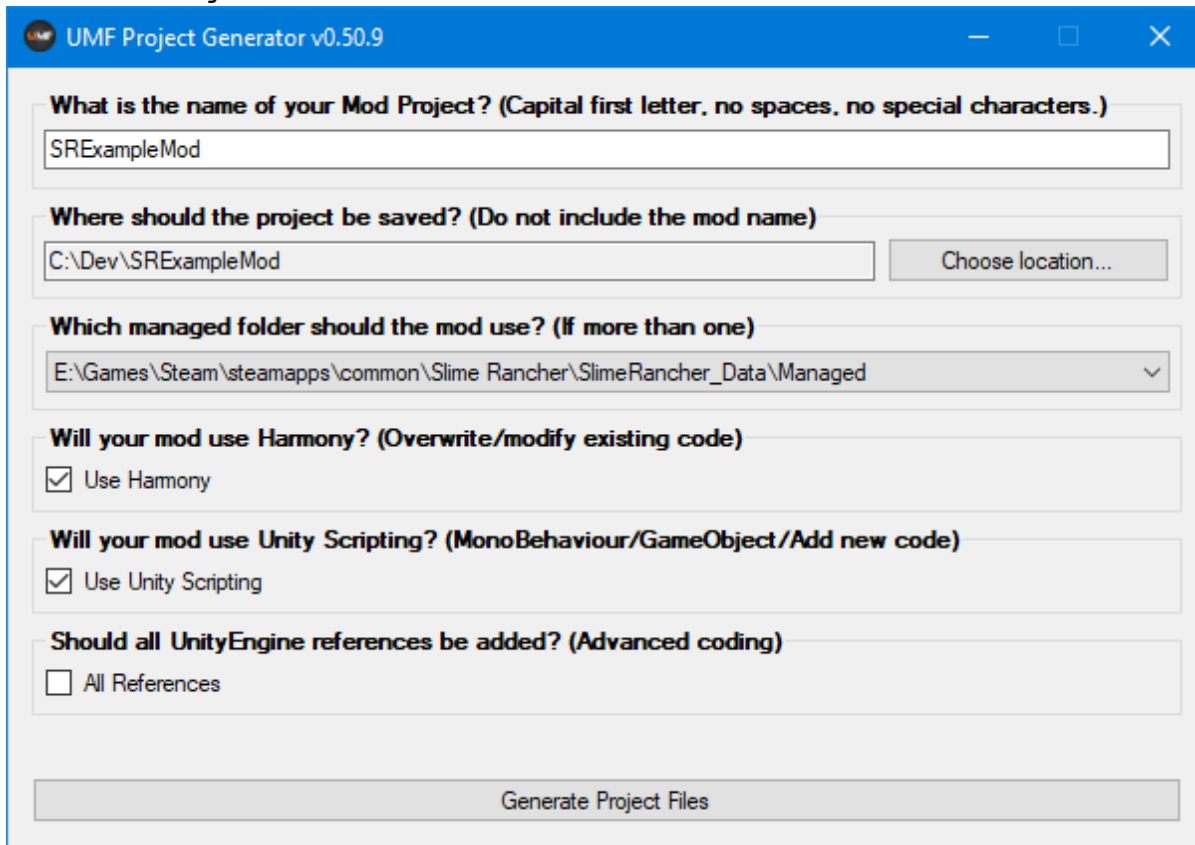 UMF UMF Project Generator v0.50.9
What is the name of your Mod Project? (Capital first letter, no spaces, no special characters.)
SRExampleMod
Where should the project be saved? (Do not include the mod name)
C:\Dev\SRExampleMod Choose location...
Which managed folder should the mod use? (If more than one)
E:\Games\Steam\steamapps\common\Slime Rancher\SlimeRancher_Data\Managed
Will your mod use Harmony? (Overwrite/modify existing code)
Use Harmony
Will your mod use Unity Scripting? (MonoBehaviour/GameObject/Add new code)
Use Unity Scripting
Should all UnityEngine references be added? (Advanced coding)
All References
Generate Project Files